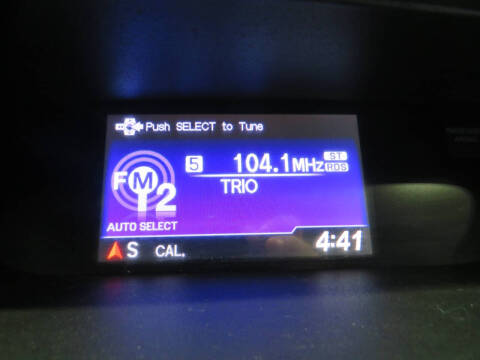 Push SELECT to Tune
FM 2
5 104.1MHz ST RDS
TRIO
AUTO SELECT
S CAL. 4:41